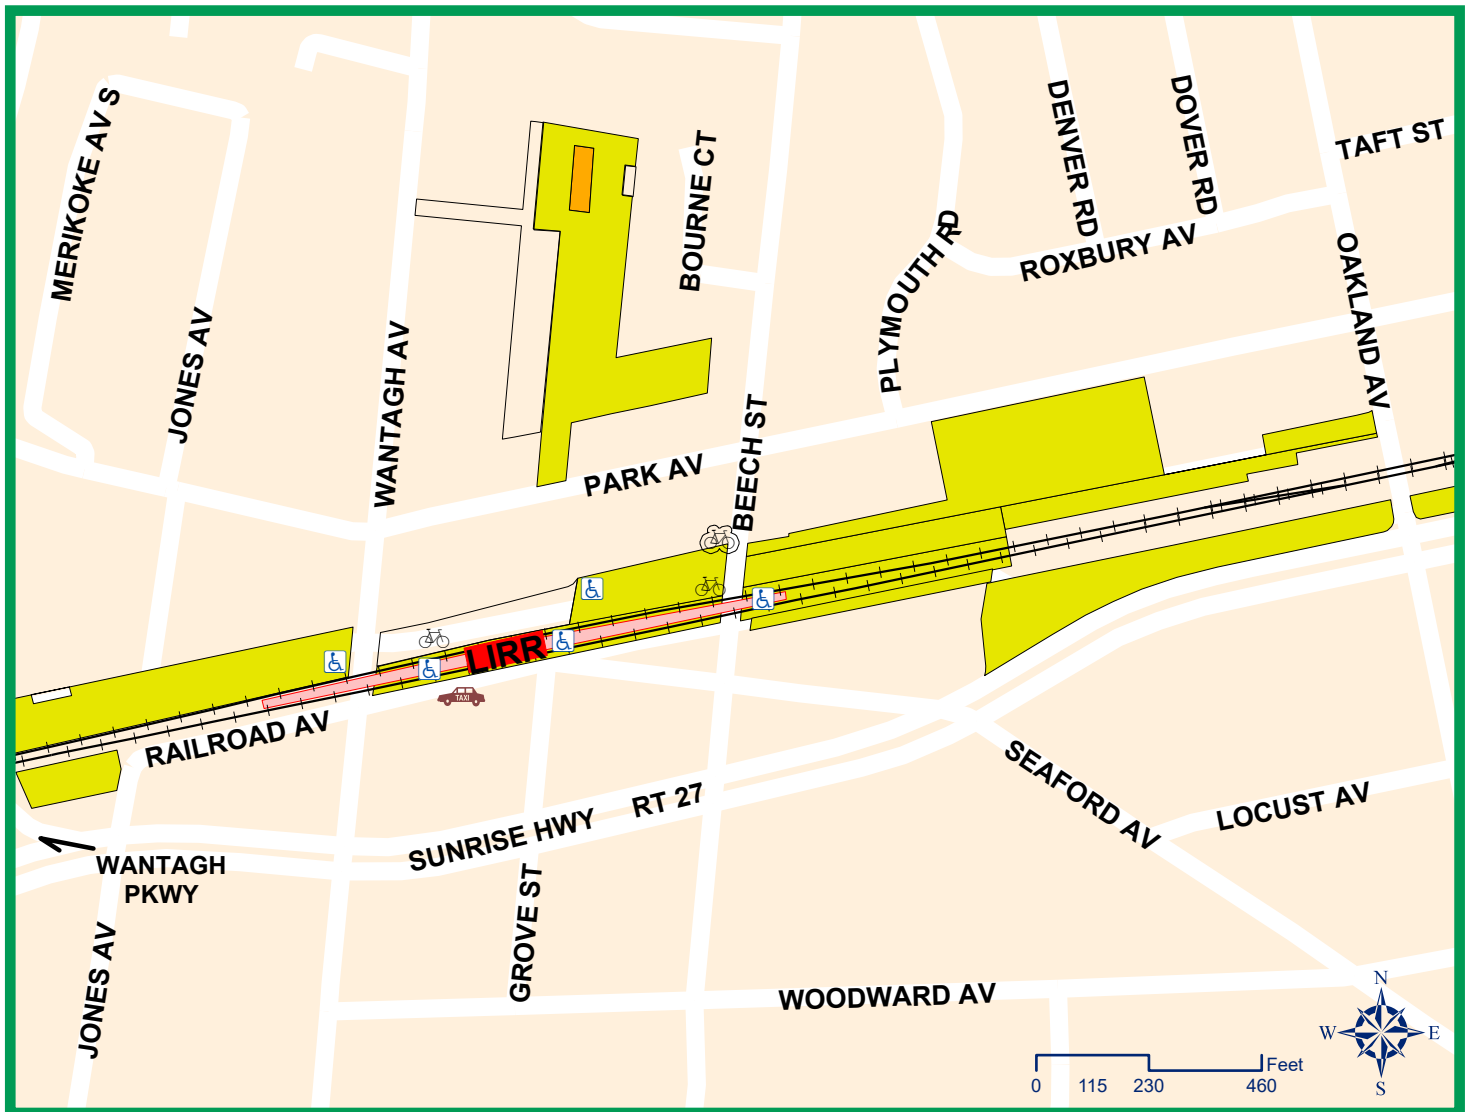 MERIKOKE AV S
JONES AV
WANTAGH AV
BOURNE CT
BEECH ST
PARK AV
PLYMOUTH RD
DENVER RD
DOVER RD
TAFT ST
ROXBURY AV
OAKLAND AV
LIRR
TAXI
RAILROAD AV
SUNRISE HWY RT 27
SEAFORD AV
LOCUST AV
WANTAGH
PKWY
GROVE ST
JONES AV
WOODWARD AV
N
W E
S
Feet
0 115 230 460